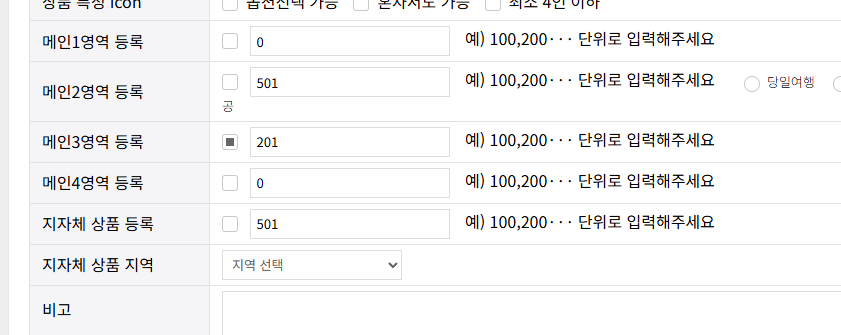 상품 특성 icon 옵션선택 가능 혼자서도 가능 최소 4인 이하
메인1영역 등록 0 예) 100,200··· 단위로 입력해주세요
메인2영역 등록 501 예) 100,200··· 단위로 입력해주세요 당일여행
공
메인3영역 등록 201 예) 100,200··· 단위로 입력해주세요
메인4영역 등록 0 예) 100,200··· 단위로 입력해주세요
지자체 상품 등록 501 예) 100,200··· 단위로 입력해주세요
지자체 상품 지역 지역 선택
비고